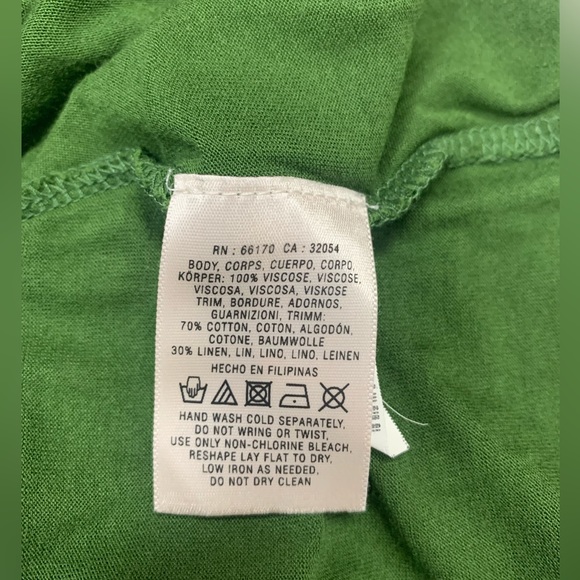 RN : 66170 CA : 32054
BODY, CORPS, CUERPO, CORPO,
KÖRPER: 100% VISCOSE, VISCOSE,
VISCOSA, VISCOSA, VISKOSE
TRIM, BORDURE, ADORNOS,
GUARNIZIONI, TRIMM:
70% COTTON, COTON, ALGODÓN,
COTONE, BAUMWOLLE
30% LINEN, LIN, LINO, LINO, LEINEN
HECHO EN FILIPINAS
HAND WASH COLD SEPARATELY.
DO NOT WRING OR TWIST.
USE ONLY NON-CHLORINE BLEACH.
RESHAPE LAY FLAT TO DRY.
LOW IRON AS NEEDED.
DO NOT DRY CLEAN